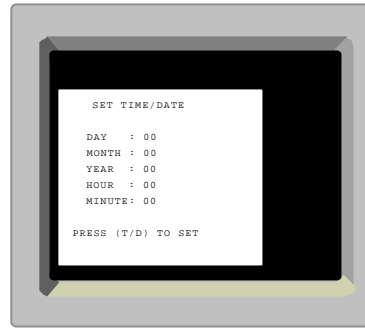 SET TIME/DATE
DAY : 00
MONTH : 00
YEAR : 00
HOUR : 00
MINUTE: 00
PRESS (T/D) TO SET